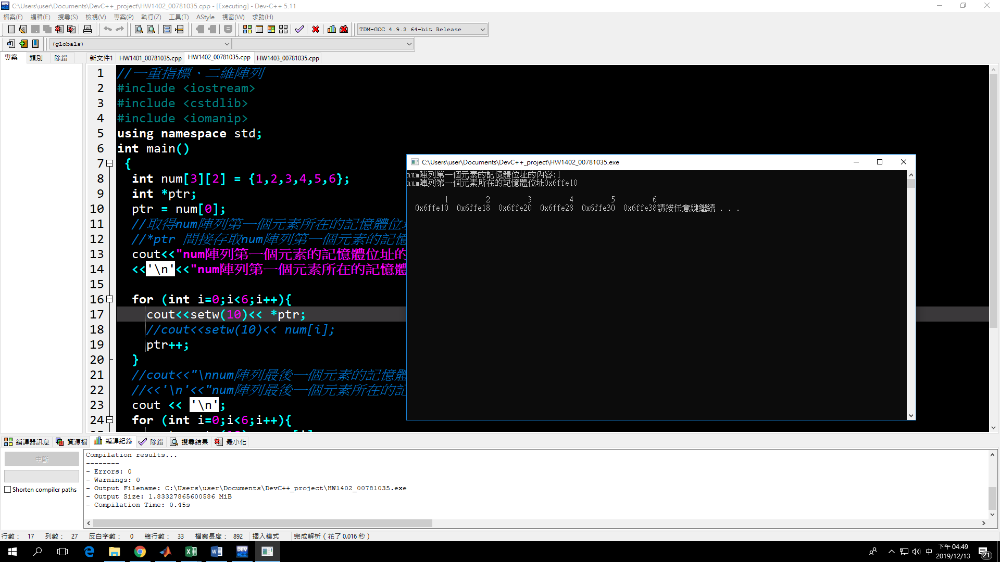 C:\Users\user\Documents\DevC++_project\HW1402_00781035.cpp - [Executing] - Dev-C++ 5.11
檔案(F) 編輯(E) 搜尋(S) 檢視(V) 專案(P) 執行(Z) 工具(T) AStyle 視窗(W) 求助(H)
TDM-GCC 4.9.2 64-bit Release
(globals)
專案 類別 除錯
新文件1 HW1401_00781035.cpp HW1402_00781035.cpp HW1403_00781035.cpp
1 //一重指標、二維陣列
2 #include <iostream>
3 #include <cstdlib>
4 #include <iomanip>
5 using namespace std;
6 int main()
7 {
8 int num[3][2] = {1,2,3,4,5,6};
9 int *ptr;
10 ptr = num[0];
11 //取得num陣列第一個元素所在的記憶體位
12 //*ptr 間接存取num陣列第一個元素的記憶
13 cout<<"num陣列第一個元素的記憶體位址的
14 <<'\n'<<"num陣列第一個元素所在的記憶體
15
16 for (int i=0;i<6;i++){
17 cout<<setw(10)<< *ptr;
18 //cout<<setw(10)<< num[i];
19 ptr++;
20 }
21 //cout<<"\nnum陣列最後一個元素的記憶體
22 //<<'\n'<<"num陣列最後一個元素所在的記
23 cout << '\n';
24 for (int i=0;i<6;i++){
C:\Users\user\Documents\DevC++_project\HW1402_00781035.exe
num陣列第一個元素的記憶體位址的內容:1
num陣列第一個元素所在的記憶體位址0x6ffe10
1 2 3 4 5 6
0x6ffe10 0x6ffe18 0x6ffe20 0x6ffe28 0x6ffe30 0x6ffe38請按任意鍵繼續 . . .
編譯器訊息 資源檔 編譯紀錄 除錯 搜尋結果 最小化
中斷
Shorten compiler paths
Compilation results...
--------
- Errors: 0
- Warnings: 0
- Output Filename: C:\Users\user\Documents\DevC++_project\HW1402_00781035.exe
- Output Size: 1.83327865600586 MiB
- Compilation Time: 0.45s
行數： 17 列數： 27 反白字數： 0 總行數： 33 檔案長度： 892 插入模式 完成解析 ( 花了 0.016 秒 )
中
下午 04:49
2019/12/13
21